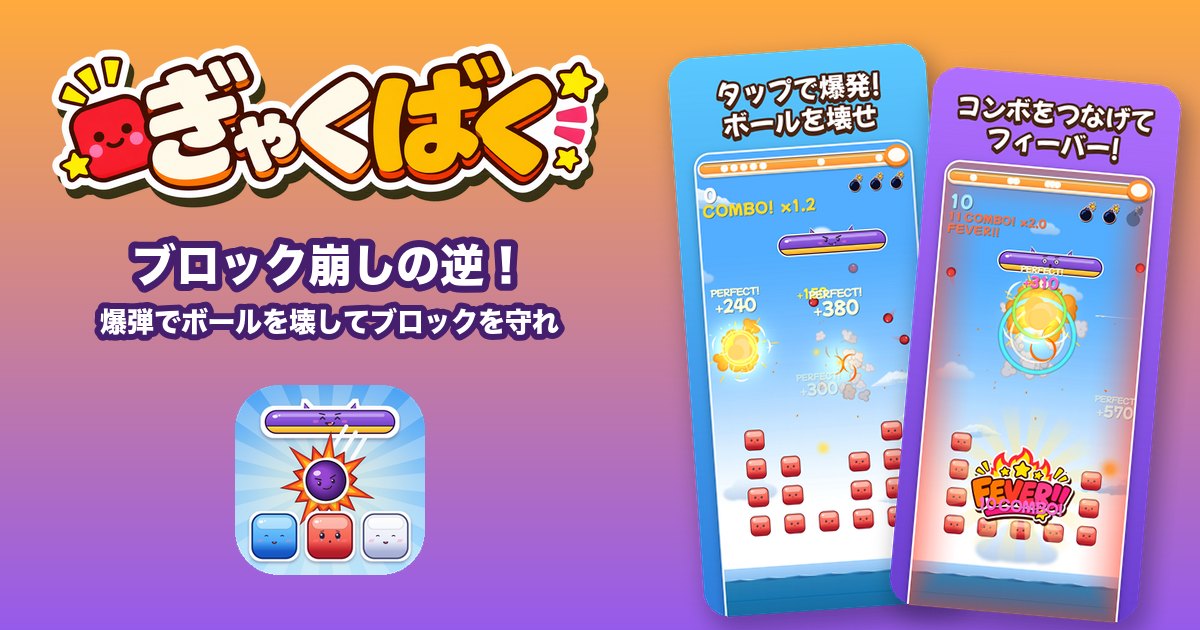 ぎゃくばく
ブロック崩しの逆！
爆弾でボールを壊してブロックを守れ
タップで爆発!
ボールを壊せ
0
COMBO! ×1.2
PERFECT!
+240
PERFECT!
+380
PERFECT!
+300
コンボをつなげて
フィーバー!
10
11 COMBO! ×2.0
FEVER!!
PERFECT!
+310
PERFECT!
+570
FEVER!!